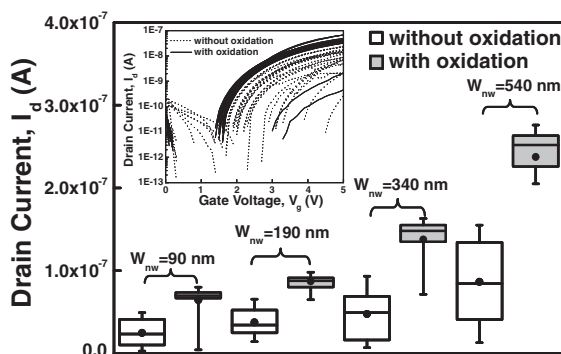 4.0x10⁻⁷
3.0x10⁻⁷
2.0x10⁻⁷
1.0x10⁻⁷
0.0
Drain Current, I_d (A)
without oxidation
with oxidation
W_nw=540 nm
W_nw=340 nm
W_nw=190 nm
W_nw=90 nm
1E-7
1E-8
1E-9
1E-10
1E-11
1E-12
1E-13
Drain Current, I_d (A)
without oxidation
with oxidation
0 1 2 3 4 5
Gate Voltage, V_g (V)